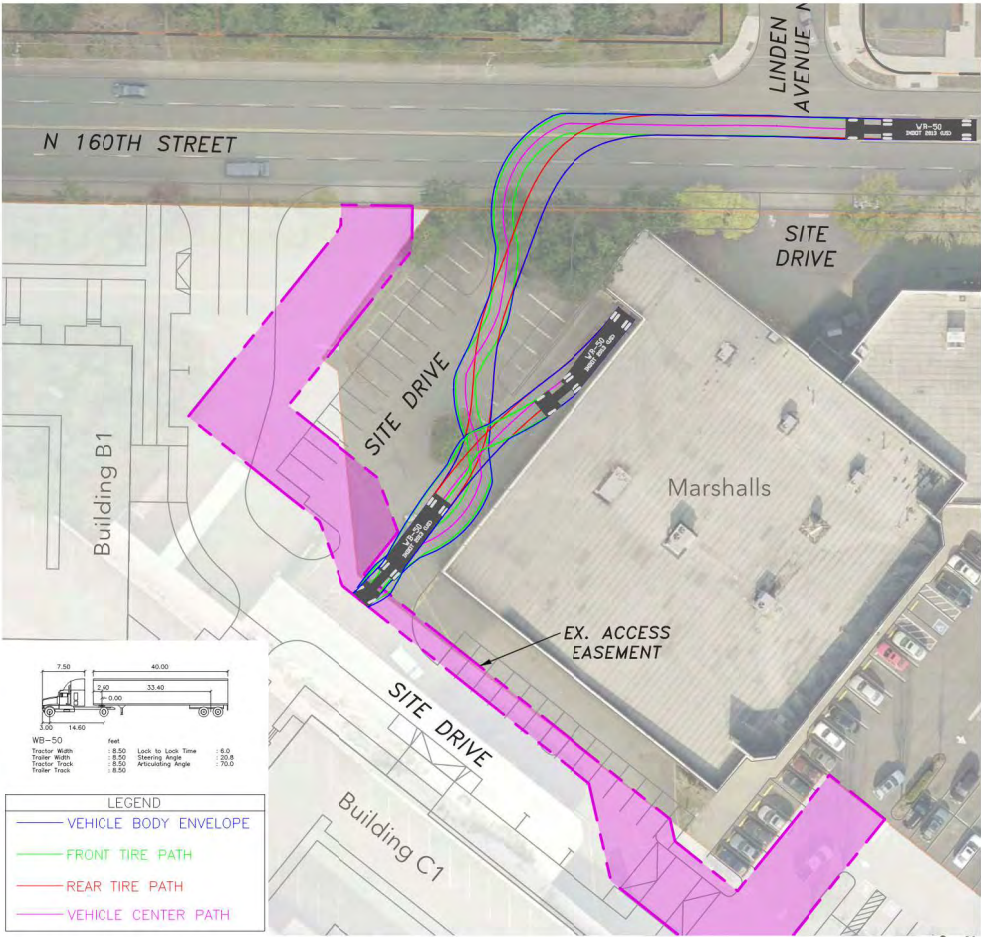 LINDEN
AVENUE N
N 160TH STREET
WB-50
SITE
DRIVE
WB-50
SITE DRIVE
Building B1
Marshalls
WB-50
EX. ACCESS
EASEMENT
SITE DRIVE
Building C1
7.50 40.00
33.40
0.00
3.00 14.60
WB-50 feet
Tractor Width : 8.50 Lock to Lock Time : 6.0
Trailer Width : 8.50 Steering Angle : 20.8
Tractor Track : 8.50 Articulating Angle : 70.0
Trailer Track : 8.50
LEGEND
VEHICLE BODY ENVELOPE
FRONT TIRE PATH
REAR TIRE PATH
VEHICLE CENTER PATH